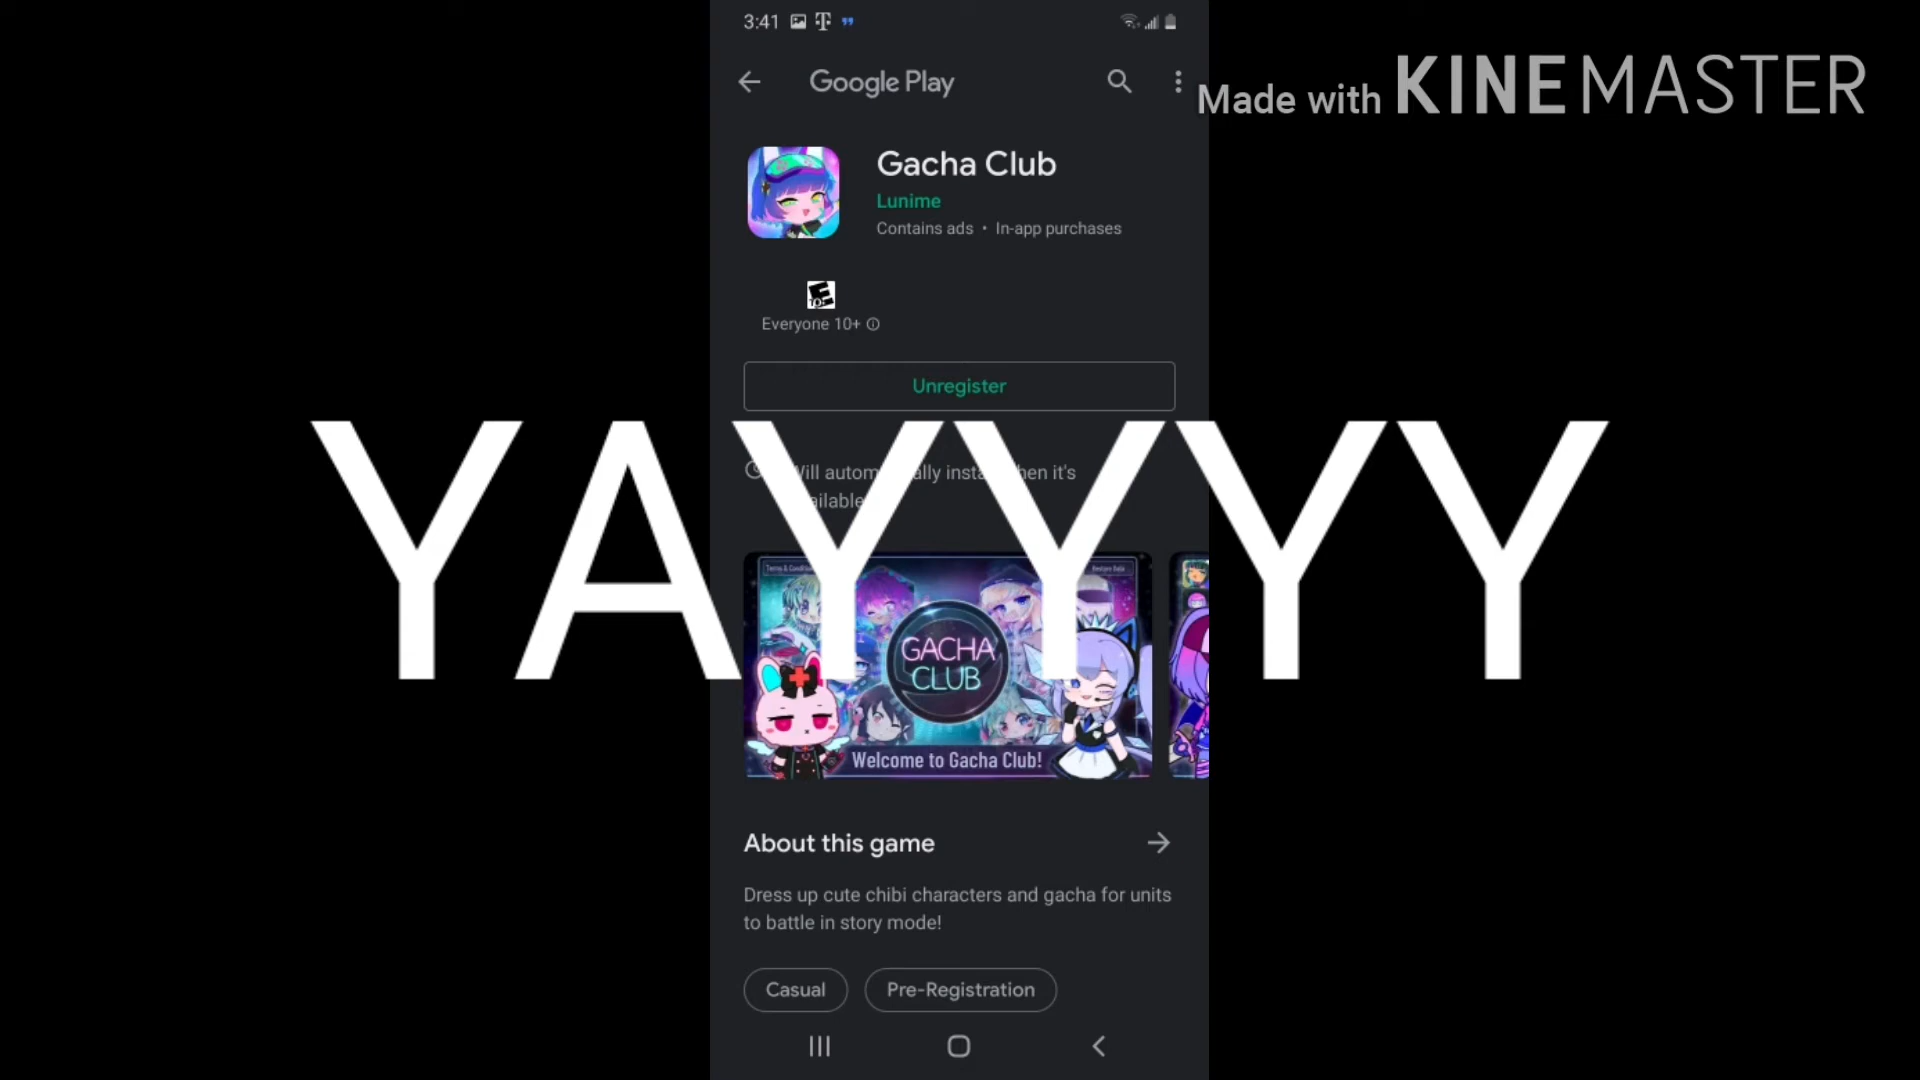 3:41
Google Play
Made with KINEMASTER
Gacha Club
Lunime
Contains ads • In-app purchases
Everyone 10+
Unregister
YAYYYY
GACHA
CLUB
Welcome to Gacha Club!
About this game
Dress up cute chibi characters and gacha for units
to battle in story mode!
Casual
Pre-Registration